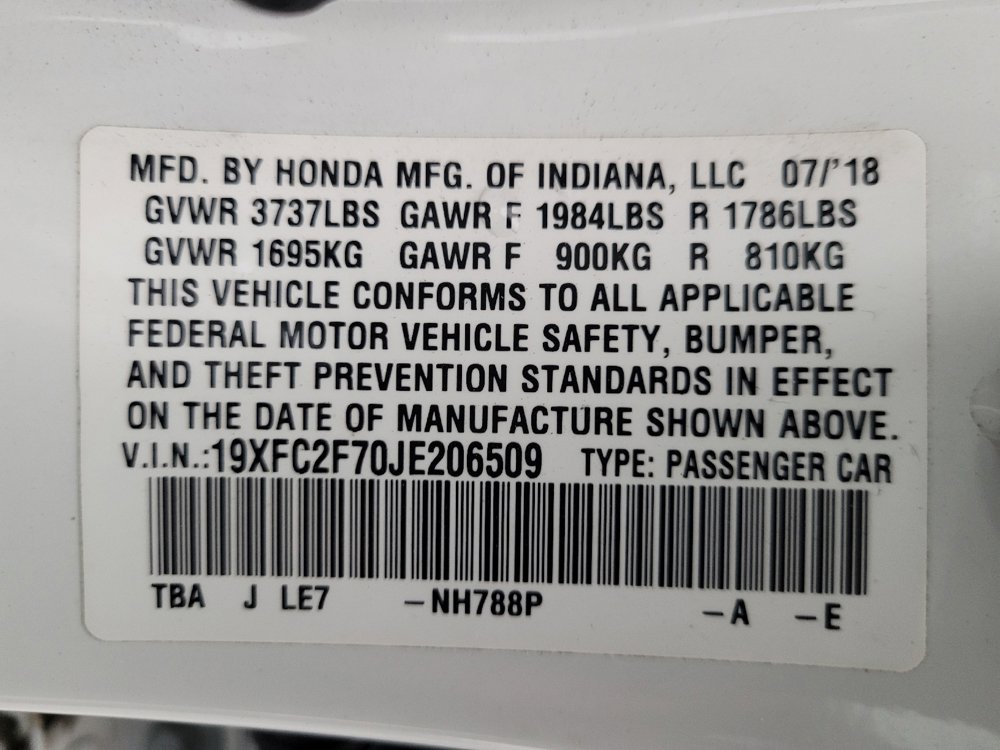 MFD. BY HONDA MFG. OF INDIANA, LLC 07/'18
GVWR 3737LBS GAWR F 1984LBS R 1786LBS
GVWR 1695KG GAWR F 900KG R 810KG
THIS VEHICLE CONFORMS TO ALL APPLICABLE
FEDERAL MOTOR VEHICLE SAFETY, BUMPER,
AND THEFT PREVENTION STANDARDS IN EFFECT
ON THE DATE OF MANUFACTURE SHOWN ABOVE.
V.I.N.:19XFC2F70JE206509 TYPE: PASSENGER CAR
TBA J LE7 –NH788P –A –E